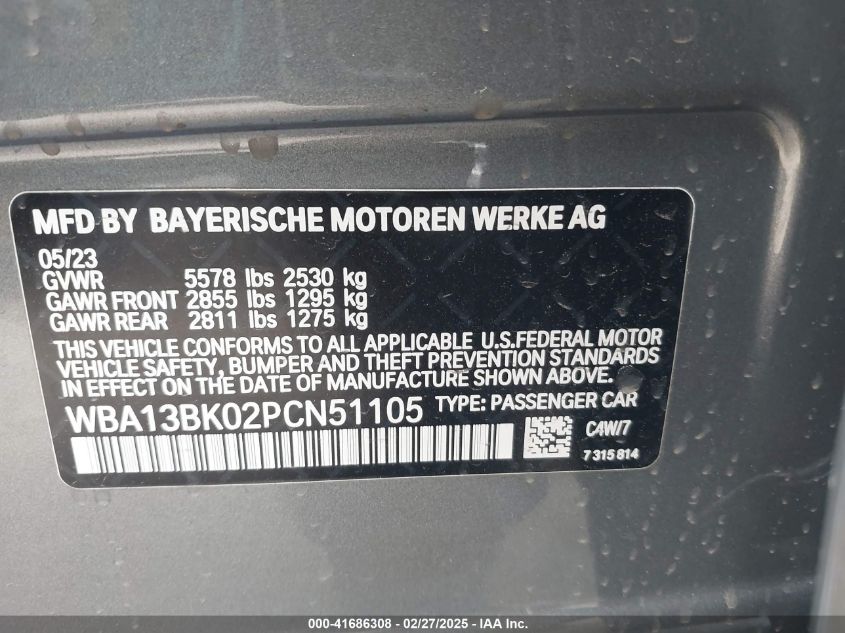 MFD BY BAYERISCHE MOTOREN WERKE AG
05/23
GVWR 5578 lbs 2530 kg
GAWR FRONT 2855 lbs 1295 kg
GAWR REAR 2811 lbs 1275 kg
THIS VEHICLE CONFORMS TO ALL APPLICABLE U.S.FEDERAL MOTOR
VEHICLE SAFETY, BUMPER AND THEFT PREVENTION STANDARDS
IN EFFECT ON THE DATE OF MANUFACTURE SHOWN ABOVE.
WBA13BK02PCN51105 TYPE: PASSENGER CAR
C4W/7
7 315 814
000-41686308 - 02/27/2025 - IAA Inc.